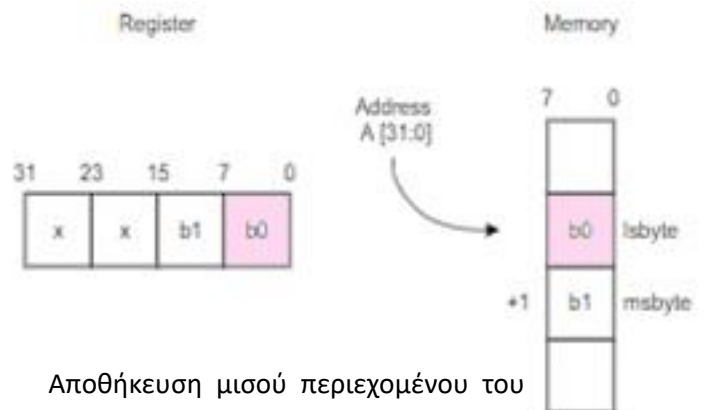 Register Memory
Address
A [31:0]
7 0
31 23 15 7 0
x x b1 b0
b0 lsbyte
+1 b1 msbyte
Αποθήκευση μισού περιεχομένου του